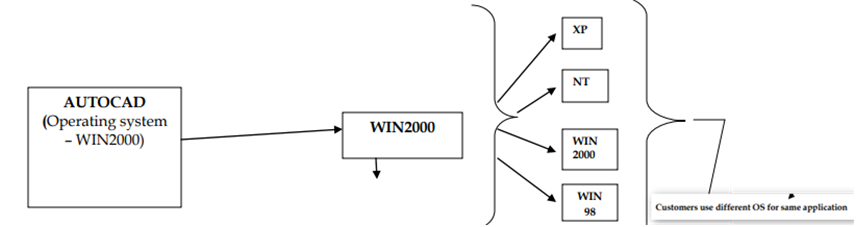 AUTOCAD
(Operating system
– WIN2000)
WIN2000
XP
NT
WIN
2000
WIN
98
Customers use different OS for same application